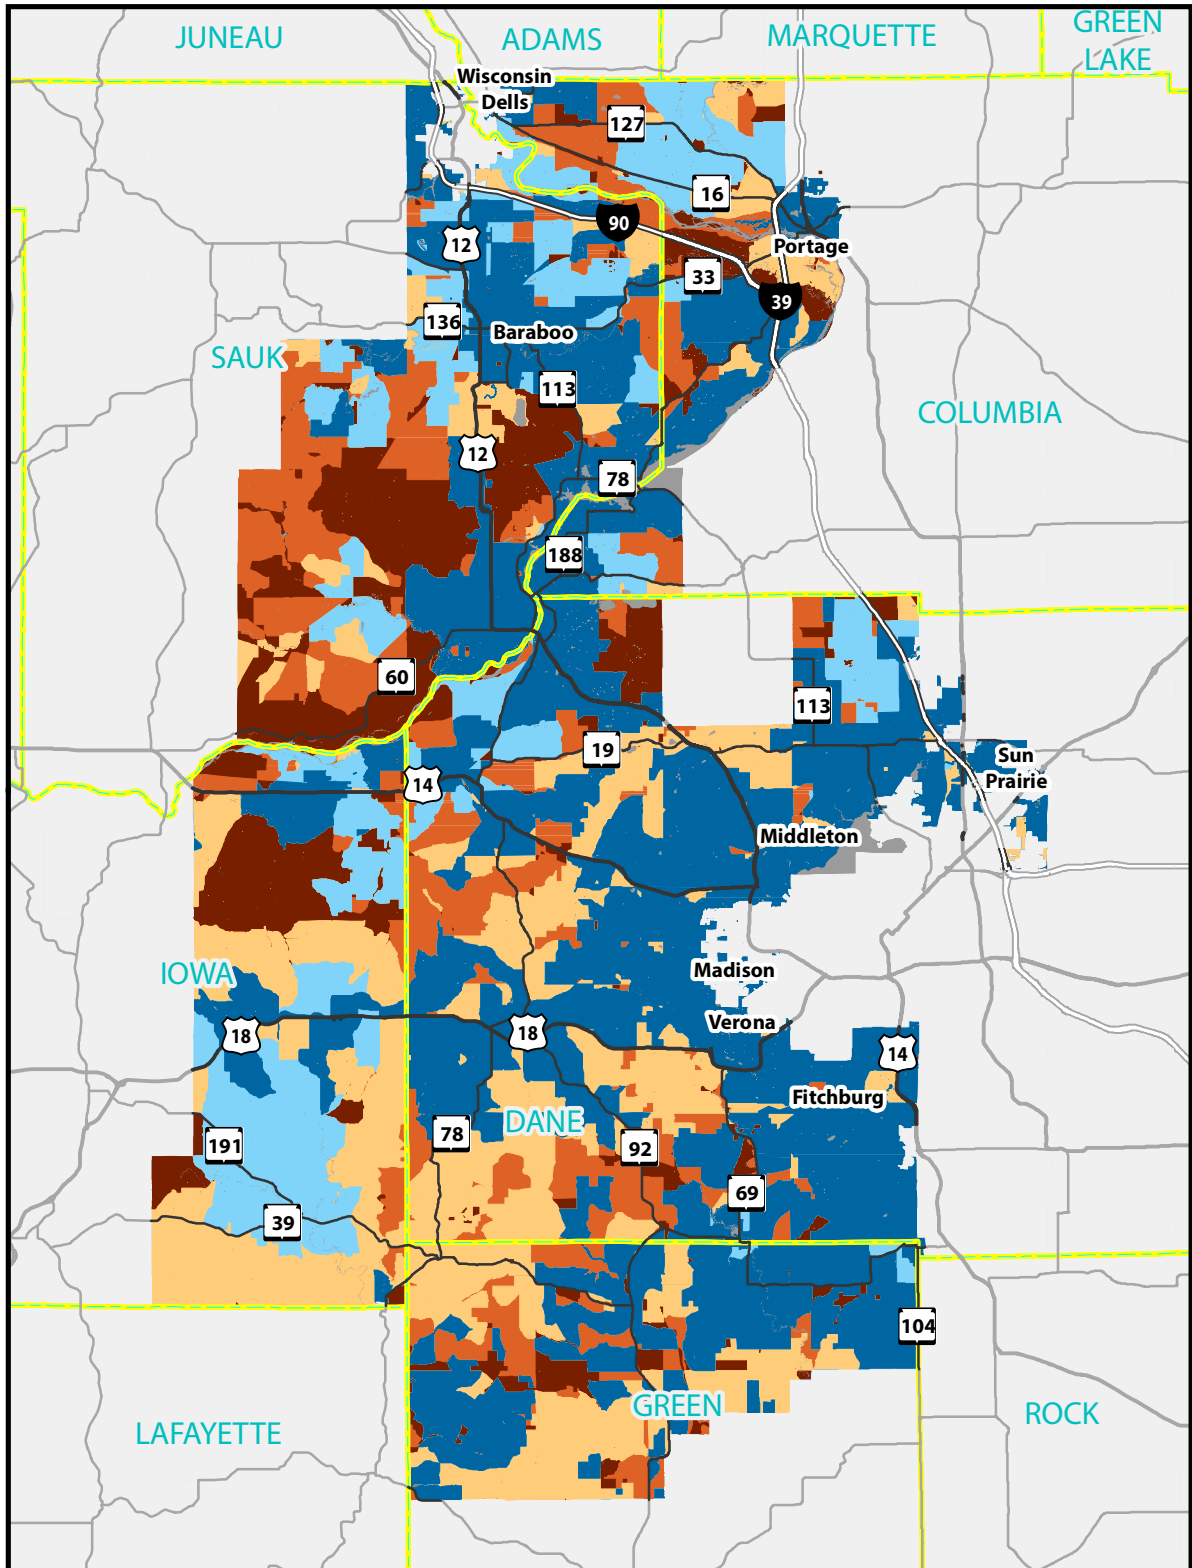 JUNEAU
ADAMS
MARQUETTE
GREEN
LAKE
Wisconsin
Dells
127
16
90
12
Portage
33
39
136
Baraboo
SAUK
113
COLUMBIA
12
78
188
60
113
19
Sun
Prairie
14
Middleton
IOWA
Madison
18
18
Verona
14
Fitchburg
DANE
78
191
92
69
39
104
GREEN
ROCK
LAFAYETTE